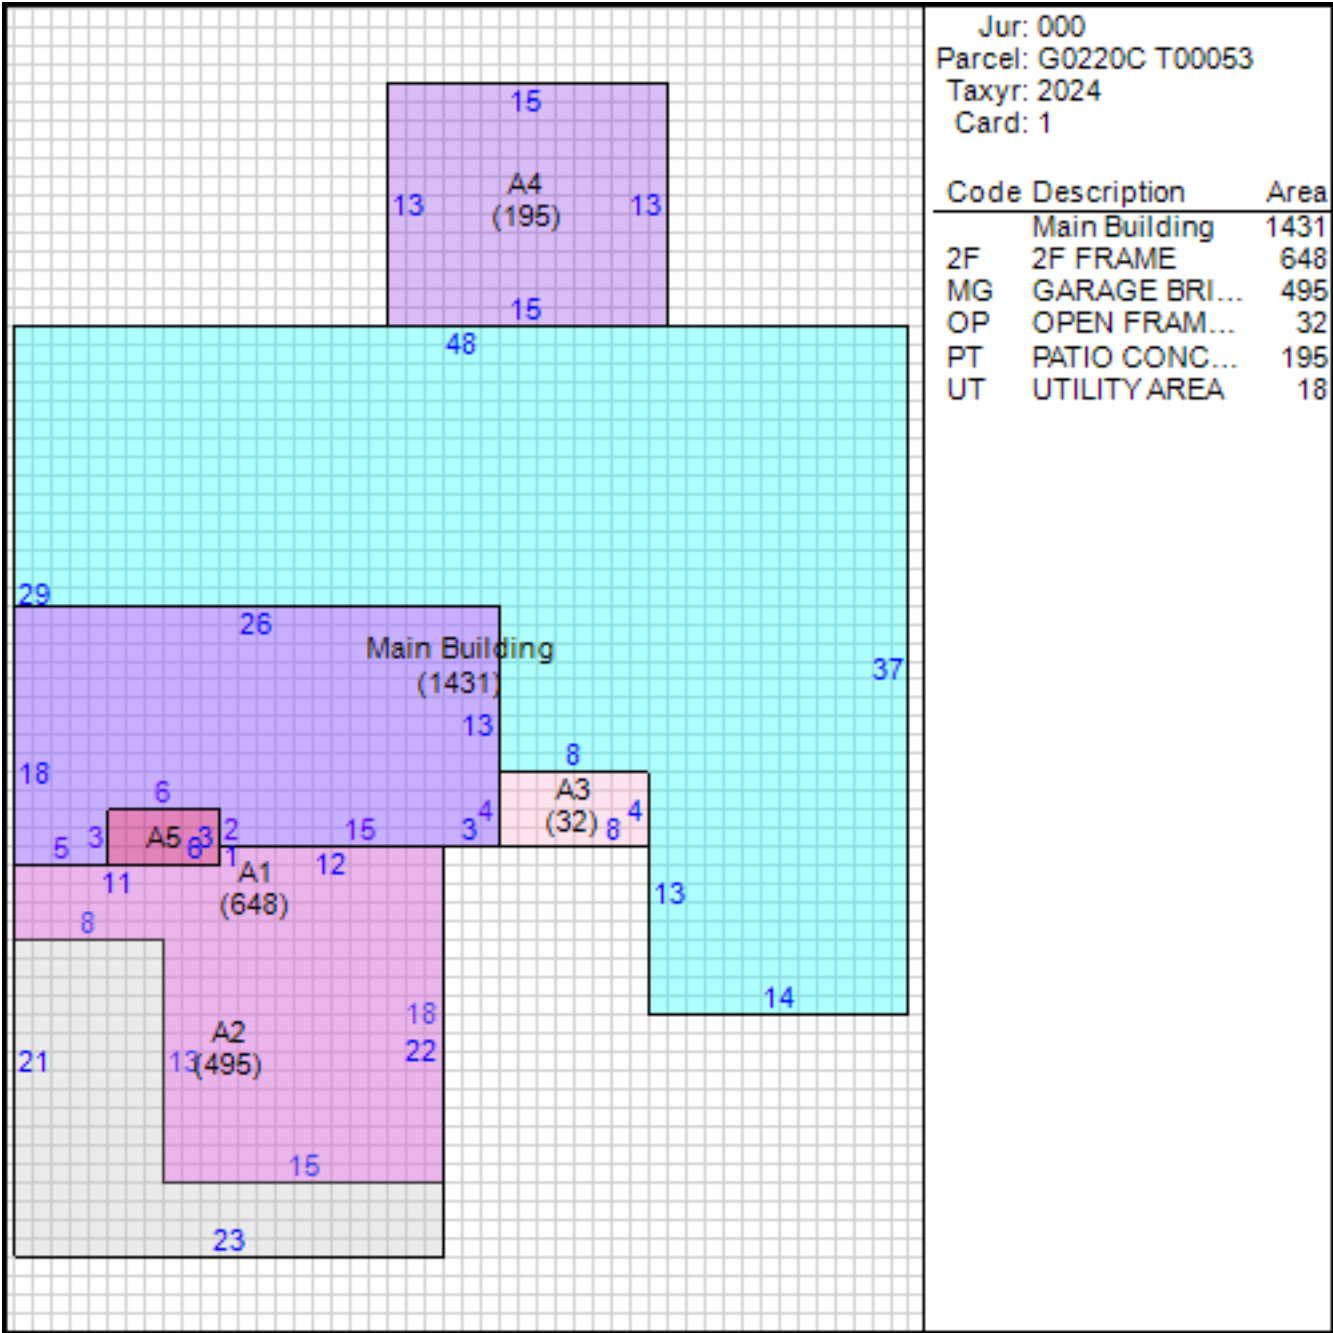 Jur: 000
Parcel: G0220C T00053
Taxyr: 2024
Card: 1
Code Description Area
Main Building 1431
2F 2F FRAME 648
MG GARAGE BRI... 495
OP OPEN FRAM... 32
PT PATIO CONC... 195
UT UTILITY AREA 18
15
A4
13 (195) 13
15
48
29
26
Main Building
(1431)
37
13
8
18
6
A3
4 (32) 8 4
5 3 A5 6 3 2 15 3
1 12
11
A1
(648)
8
13
14
18
A2
21 13 (495) 22
15
23